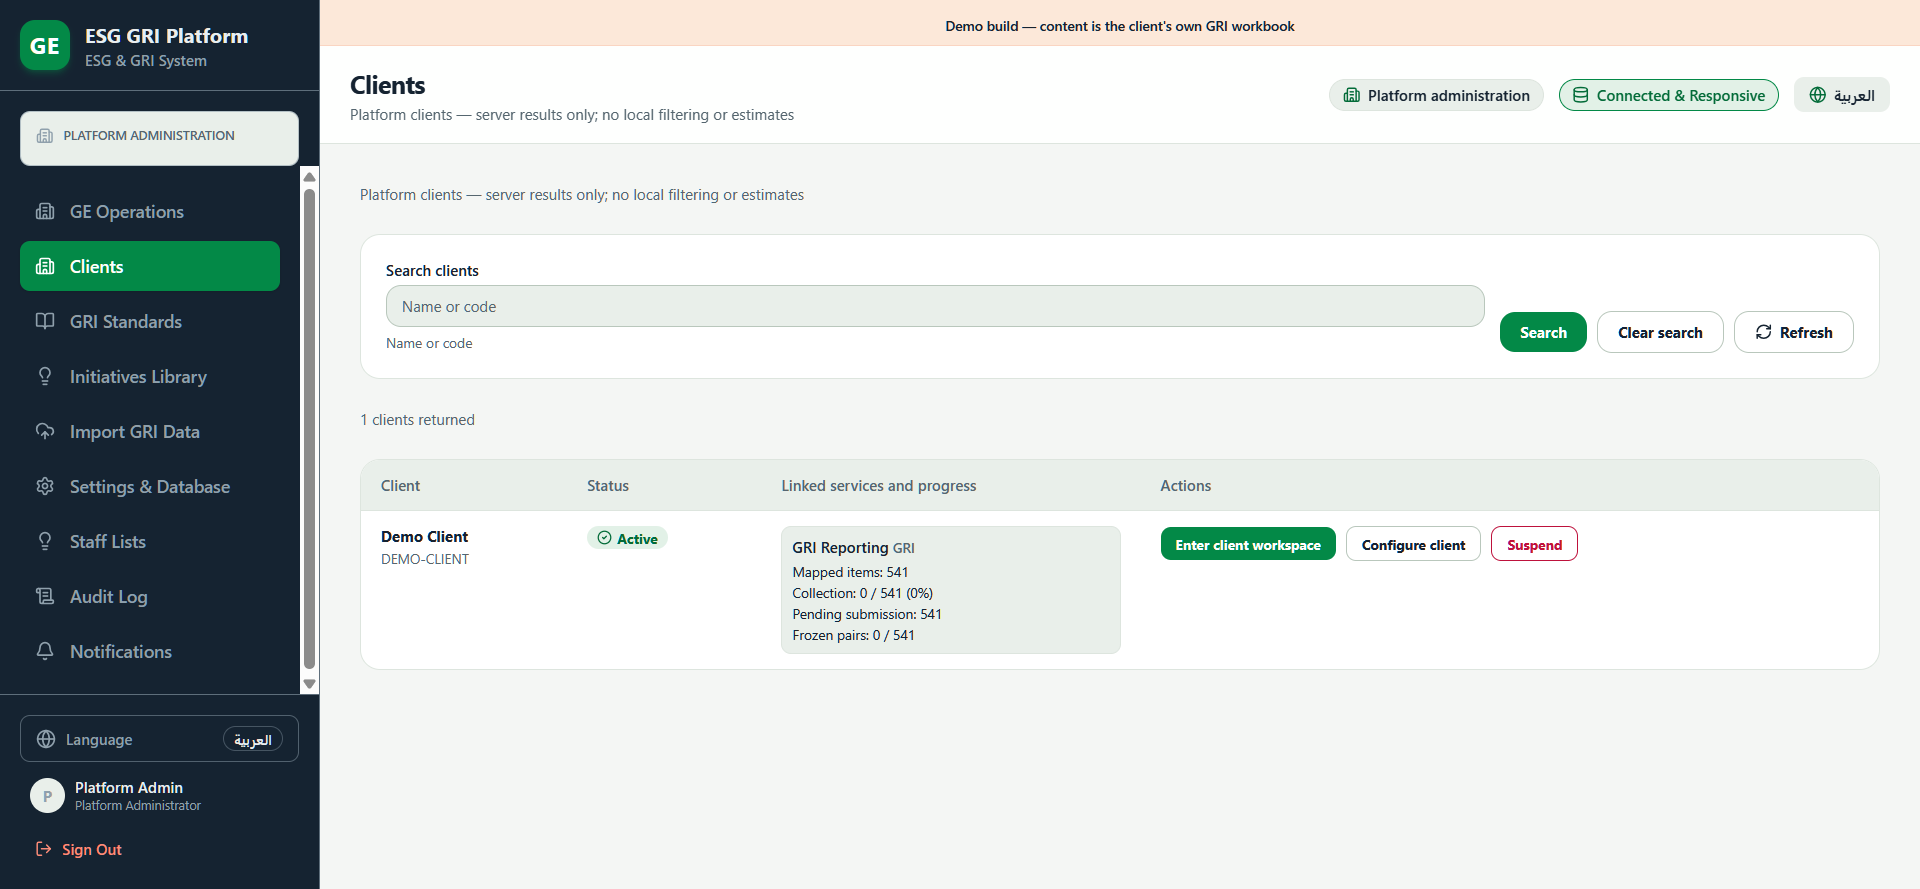 GE
ESG GRI Platform
ESG & GRI System
PLATFORM ADMINISTRATION
GE Operations
Clients
GRI Standards
Initiatives Library
Import GRI Data
Settings & Database
Staff Lists
Audit Log
Notifications
Language
العربية
P
Platform Admin
Platform Administrator
Sign Out
Demo build — content is the client's own GRI workbook
Clients
Platform clients — server results only; no local filtering or estimates
Platform administration
Connected & Responsive
العربية
Platform clients — server results only; no local filtering or estimates
Search clients
Name or code
Name or code
Search
Clear search
Refresh
1 clients returned
Client
Status
Linked services and progress
Actions
Demo Client
DEMO-CLIENT
Active
GRI Reporting GRI
Mapped items: 541
Collection: 0 / 541 (0%)
Pending submission: 541
Frozen pairs: 0 / 541
Enter client workspace
Configure client
Suspend